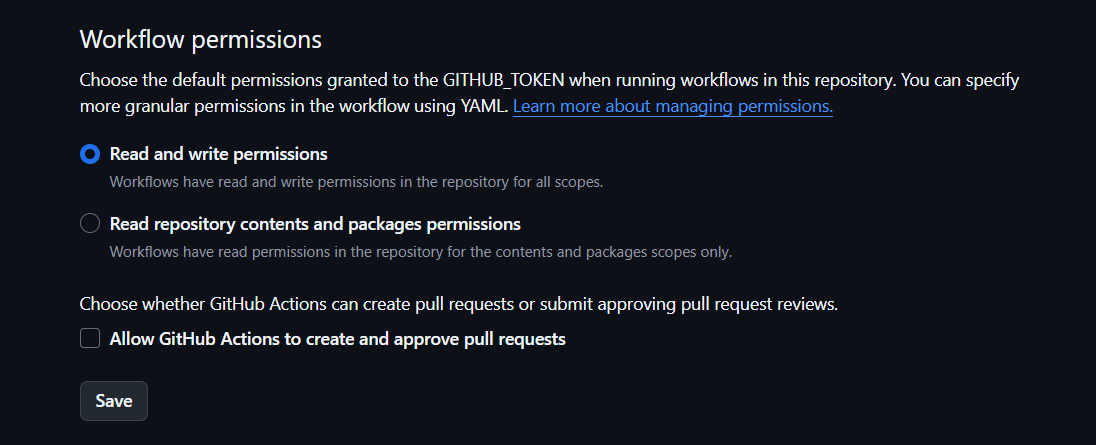 Workflow permissions
Choose the default permissions granted to the GITHUB_TOKEN when running workflows in this repository. You can specify
more granular permissions in the workflow using YAML. Learn more about managing permissions.
Read and write permissions
Workflows have read and write permissions in the repository for all scopes.
Read repository contents and packages permissions
Workflows have read permissions in the repository for the contents and packages scopes only.
Choose whether GitHub Actions can create pull requests or submit approving pull request reviews.
Allow GitHub Actions to create and approve pull requests
Save